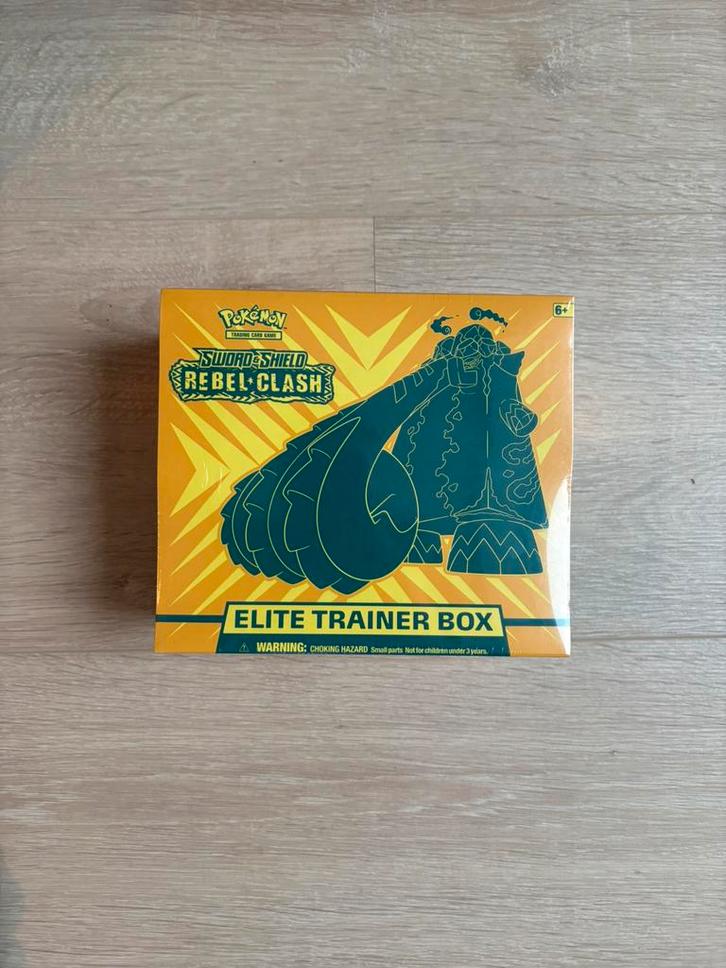 Pokémon
TRADING CARD GAME
SWORD & SHIELD
REBEL CLASH
6+
ELITE TRAINER BOX
⚠ WARNING: CHOKING HAZARD Small parts Not for children under 3 years.